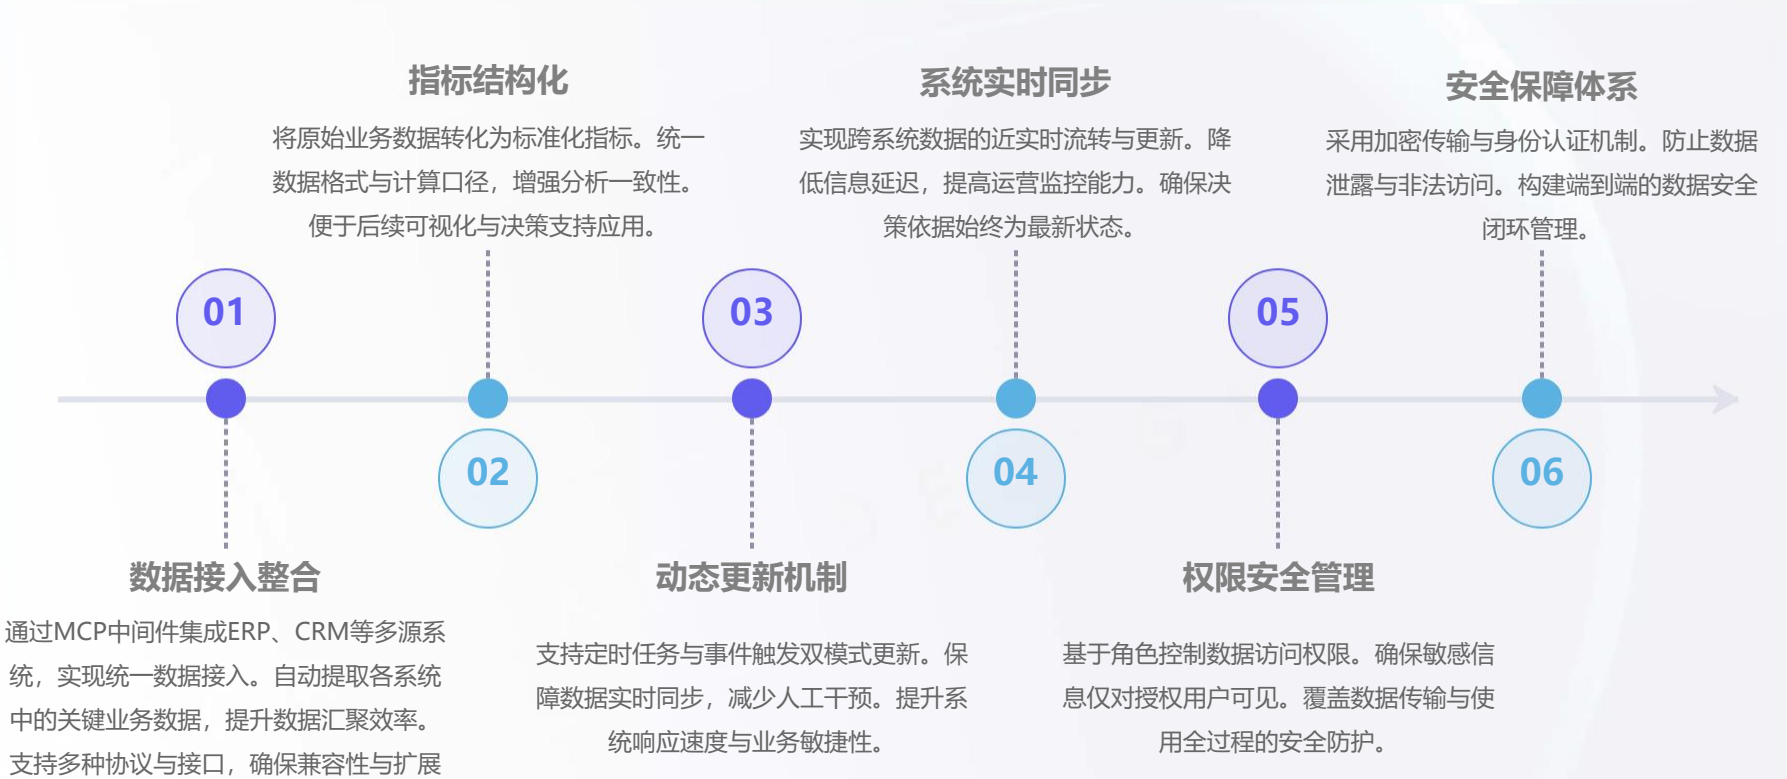 指标结构化
将原始业务数据转化为标准化指标。统一
数据格式与计算口径，增强分析一致性。
便于后续可视化与决策支持应用。
系统实时同步
实现跨系统数据的近实时流转与更新。降
低信息延迟，提高运营监控能力。确保决
策依据始终为最新状态。
安全保障体系
采用加密传输与身份认证机制。防止数据
泄露与非法访问。构建端到端的数据安全
闭环管理。
01
03
05
02
04
06
数据接入整合
通过MCP中间件集成ERP、CRM等多源系
统，实现统一数据接入。自动提取各系统
中的关键业务数据，提升数据汇聚效率。
支持多种协议与接口，确保兼容性与扩展
动态更新机制
支持定时任务与事件触发双模式更新。保
障数据实时同步，减少人工干预。提升系
统响应速度与业务敏捷性。
权限安全管理
基于角色控制数据访问权限。确保敏感信
息仅对授权用户可见。覆盖数据传输与使
用全过程的安全防护。